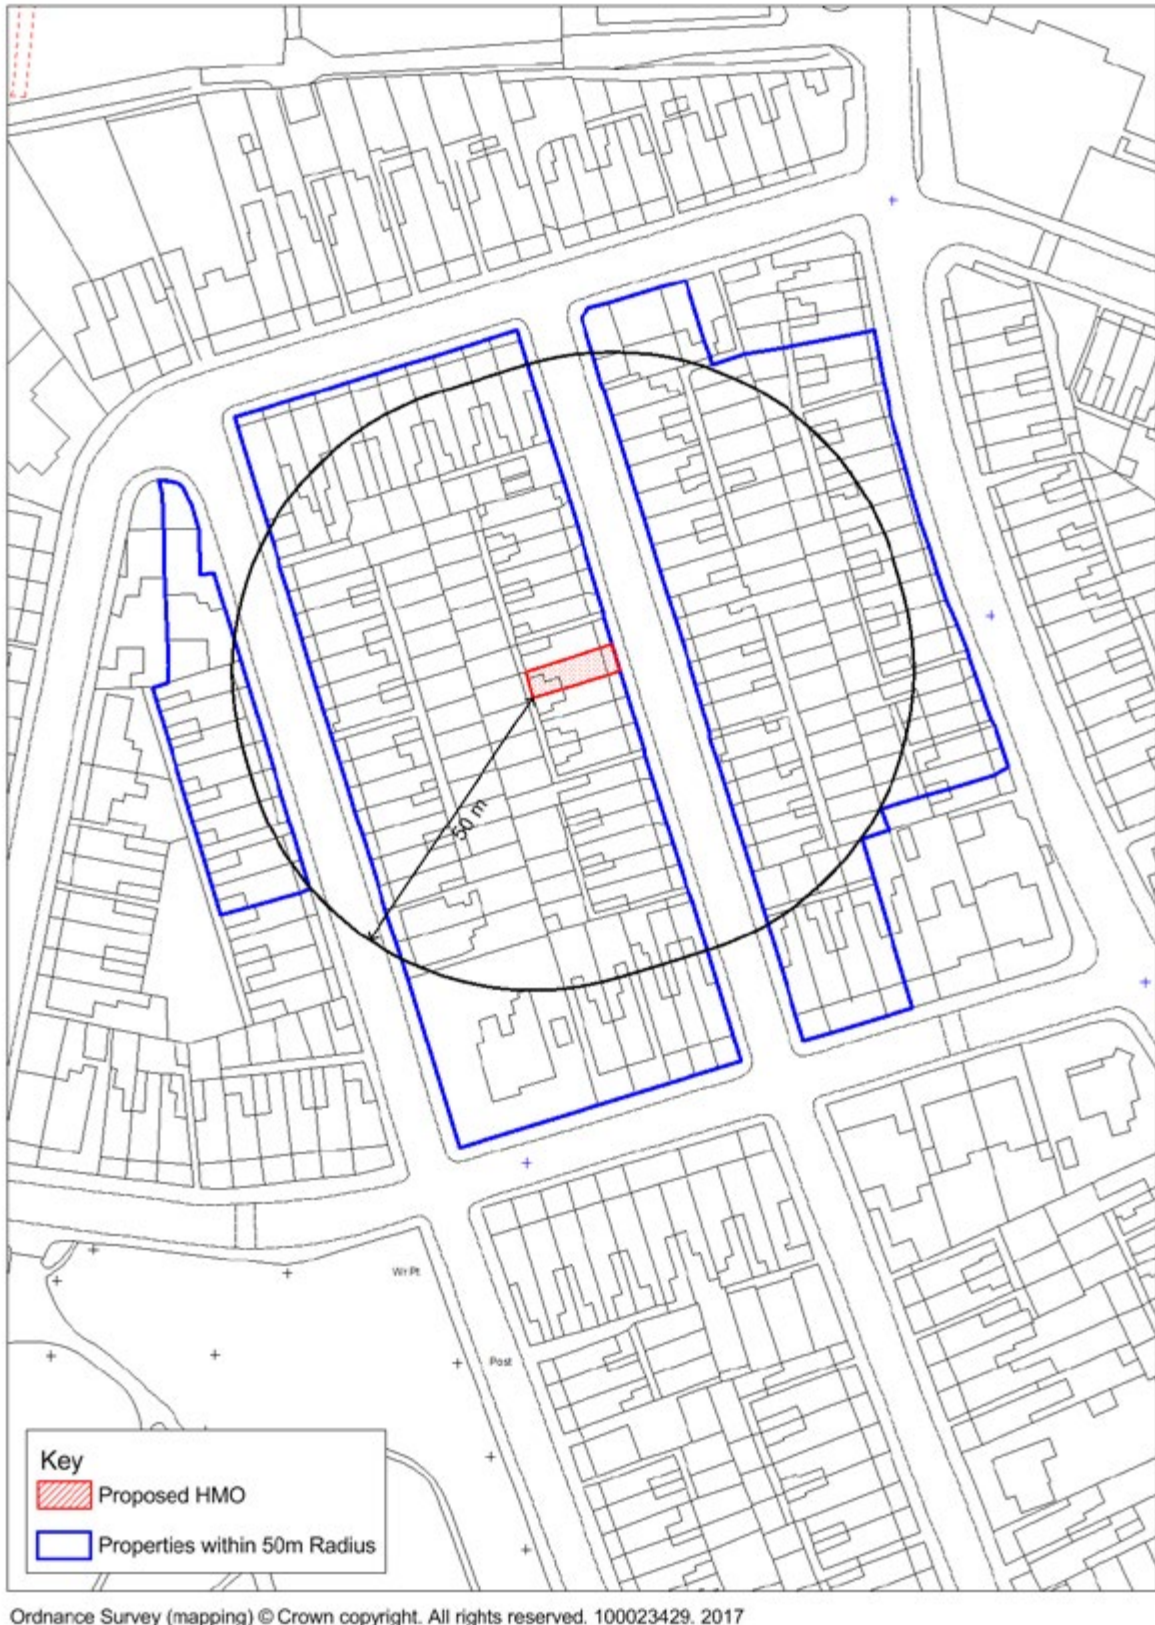 50 m
Wr Pt
Post
Key
Proposed HMO
Properties within 50m Radius
Ordnance Survey (mapping) © Crown copyright. All rights reserved. 100023429. 2017